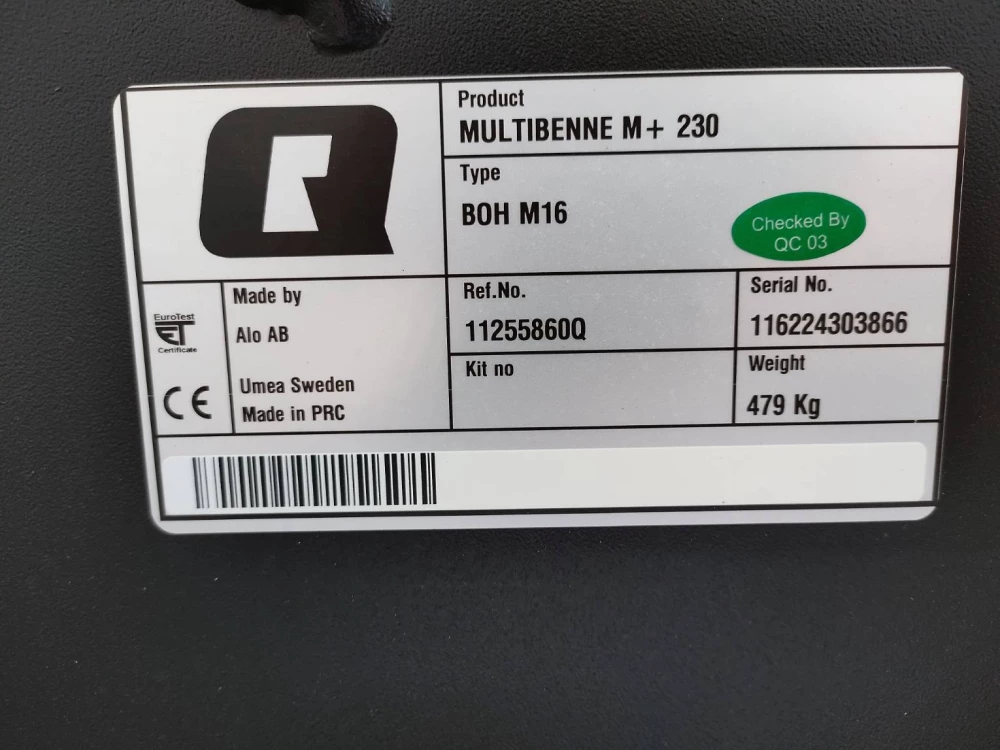 Product
MULTIBENNE M+ 230
Type
BOH M16
Checked By
QC 03
EuroTest
ET
Certificate
CE
Made by
Alo AB
Umea Sweden
Made in PRC
Ref.No.
11255860Q
Kit no
Serial No.
116224303866
Weight
479 Kg